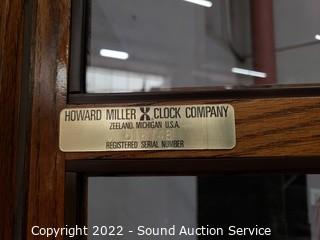 HOWARD MILLER CLOCK COMPANY
ZEELAND, MICHIGAN U.S.A.
REGISTERED SERIAL NUMBER
Copyright 2022 - Sound Auction Service